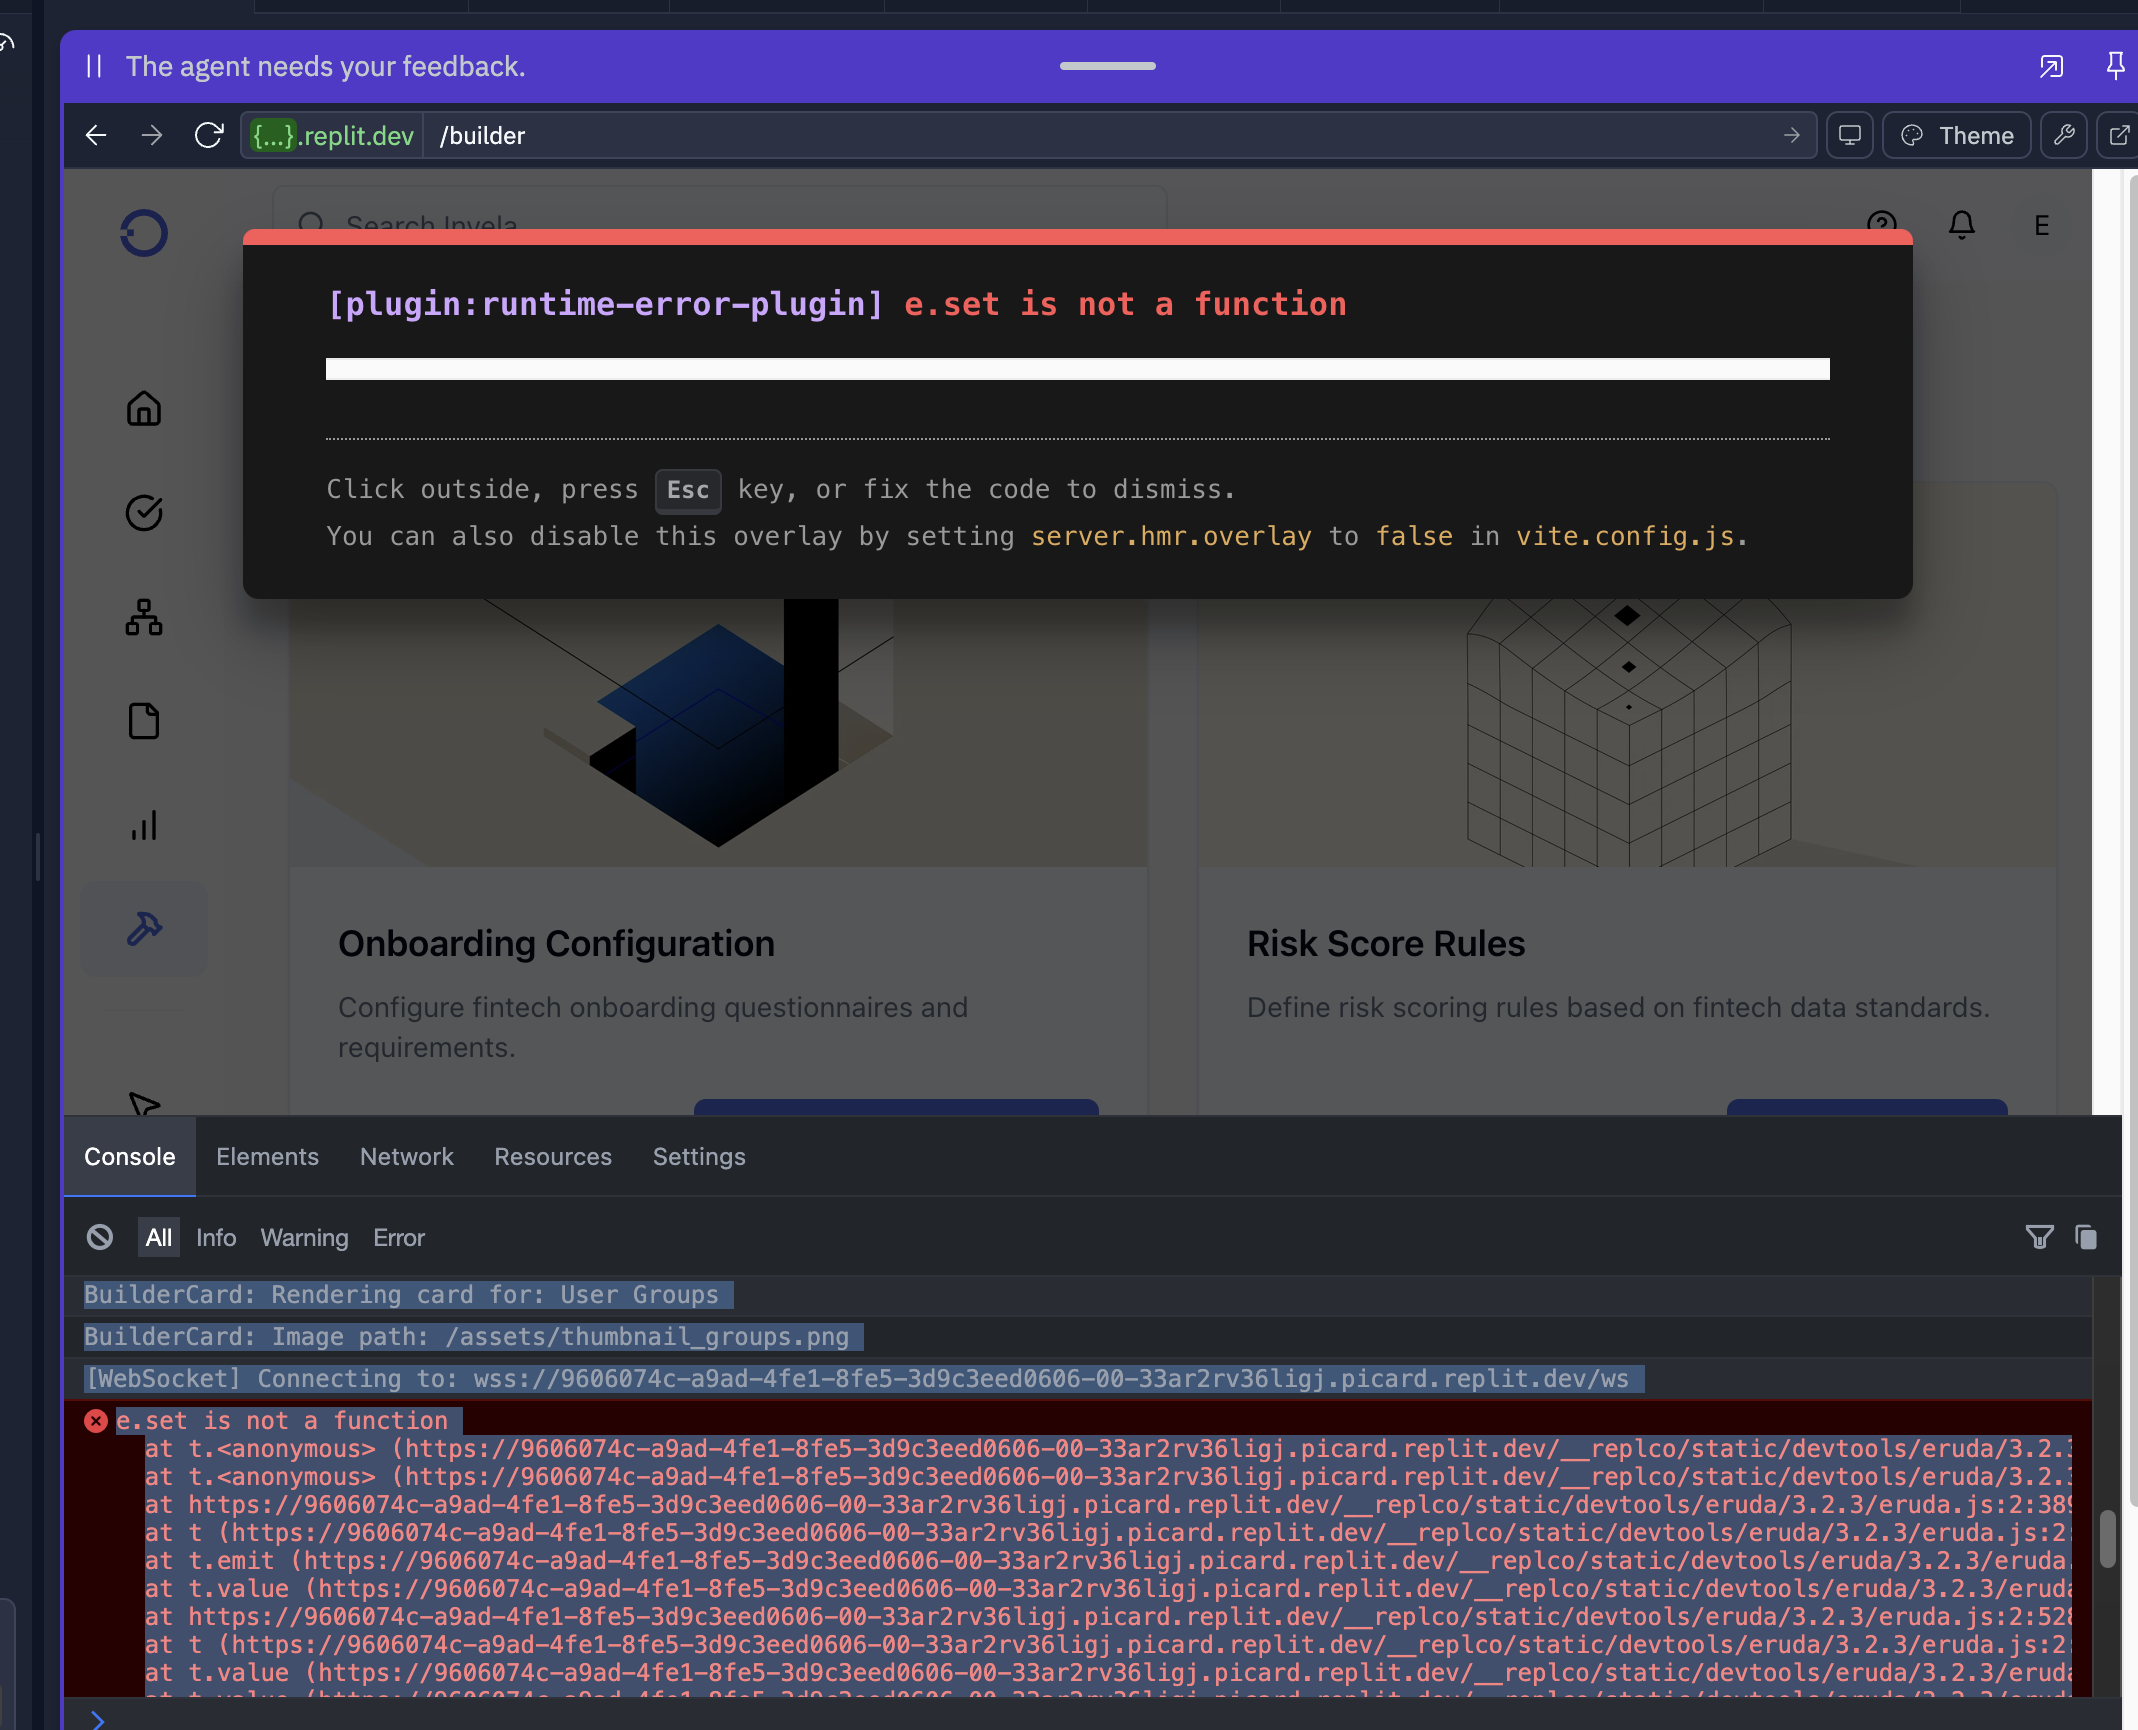 The agent needs your feedback.
{...}.replit.dev /builder
Theme
Search Invela
E
[plugin:runtime-error-plugin] e.set is not a function
Click outside, press Esc key, or fix the code to dismiss.
You can also disable this overlay by setting server.hmr.overlay to false in vite.config.js.
Onboarding Configuration
Configure fintech onboarding questionnaires and
requirements.
Risk Score Rules
Define risk scoring rules based on fintech data standards.
Console Elements Network Resources Settings
All Info Warning Error
BuilderCard: Rendering card for: User Groups
BuilderCard: Image path: /assets/thumbnail_groups.png
[WebSocket] Connecting to: wss://9606074c-a9ad-4fe1-8fe5-3d9c3eed0606-00-33ar2rv36ligj.picard.replit.dev/ws
e.set is not a function
at t.<anonymous> (https://9606074c-a9ad-4fe1-8fe5-3d9c3eed0606-00-33ar2rv36ligj.picard.replit.dev/__replco/static/devtools/eruda/3.2.3
at t.<anonymous> (https://9606074c-a9ad-4fe1-8fe5-3d9c3eed0606-00-33ar2rv36ligj.picard.replit.dev/__replco/static/devtools/eruda/3.2.3
at https://9606074c-a9ad-4fe1-8fe5-3d9c3eed0606-00-33ar2rv36ligj.picard.replit.dev/__replco/static/devtools/eruda/3.2.3/eruda.js:2:389
at t (https://9606074c-a9ad-4fe1-8fe5-3d9c3eed0606-00-33ar2rv36ligj.picard.replit.dev/__replco/static/devtools/eruda/3.2.3/eruda.js:2:
at t.emit (https://9606074c-a9ad-4fe1-8fe5-3d9c3eed0606-00-33ar2rv36ligj.picard.replit.dev/__replco/static/devtools/eruda/3.2.3/eruda.
at t.value (https://9606074c-a9ad-4fe1-8fe5-3d9c3eed0606-00-33ar2rv36ligj.picard.replit.dev/__replco/static/devtools/eruda/3.2.3/eruda
at https://9606074c-a9ad-4fe1-8fe5-3d9c3eed0606-00-33ar2rv36ligj.picard.replit.dev/__replco/static/devtools/eruda/3.2.3/eruda.js:2:528
at t (https://9606074c-a9ad-4fe1-8fe5-3d9c3eed0606-00-33ar2rv36ligj.picard.replit.dev/__replco/static/devtools/eruda/3.2.3/eruda.js:2:
at t.value (https://9606074c-a9ad-4fe1-8fe5-3d9c3eed0606-00-33ar2rv36ligj.picard.replit.dev/__replco/static/devtools/eruda/3.2.3/eruda